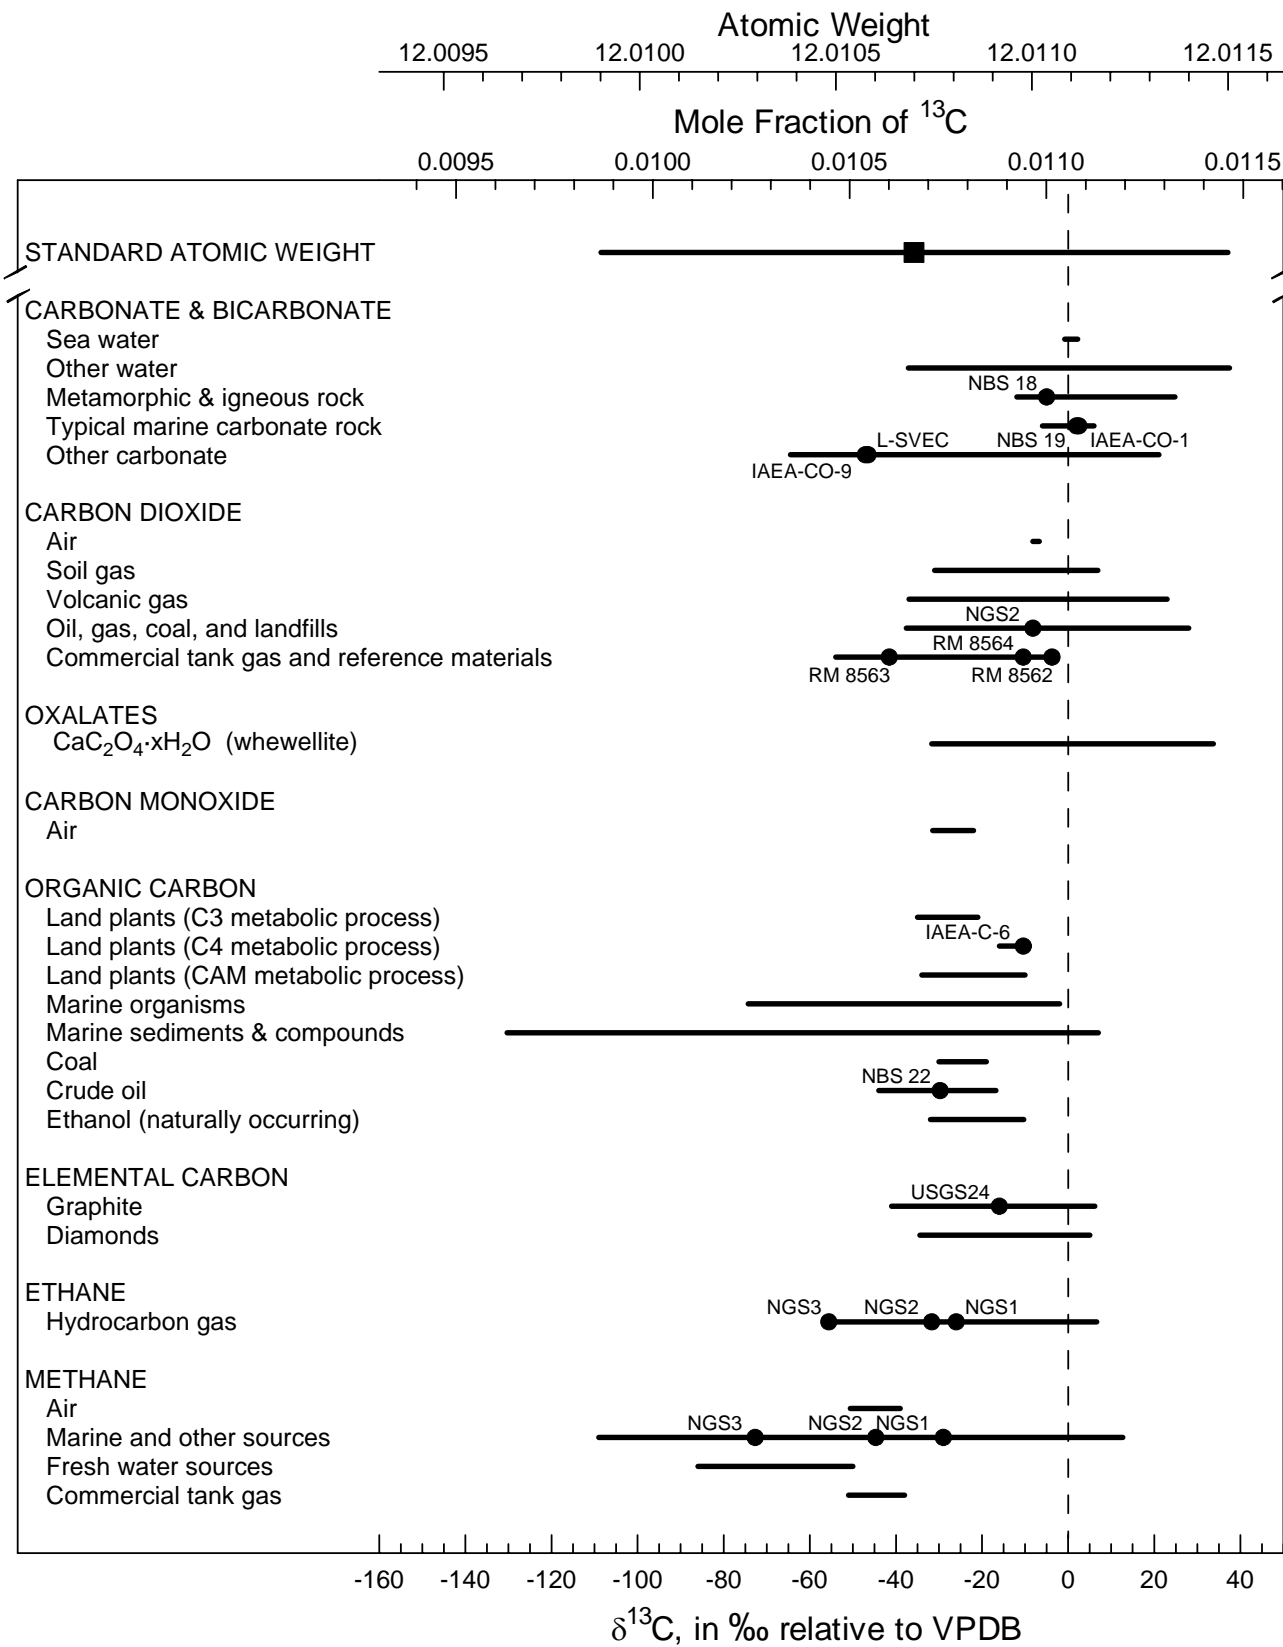 Atomic Weight
12.0095 12.0100 12.0105 12.0110 12.0115
Mole Fraction of ¹³C
0.0095 0.0100 0.0105 0.0110 0.0115
STANDARD ATOMIC WEIGHT
CARBONATE & BICARBONATE
Sea water
Other water
Metamorphic & igneous rock NBS 18
Typical marine carbonate rock
Other carbonate L-SVEC NBS 19 IAEA-CO-1
IAEA-CO-9
CARBON DIOXIDE
Air
Soil gas
Volcanic gas
Oil, gas, coal, and landfills NGS2
Commercial tank gas and reference materials RM 8564
RM 8563 RM 8562
OXALATES
CaC₂O₄·xH₂O (whewellite)
CARBON MONOXIDE
Air
ORGANIC CARBON
Land plants (C3 metabolic process)
Land plants (C4 metabolic process) IAEA-C-6
Land plants (CAM metabolic process)
Marine organisms
Marine sediments & compounds
Coal
Crude oil NBS 22
Ethanol (naturally occurring)
ELEMENTAL CARBON
Graphite USGS24
Diamonds
ETHANE
Hydrocarbon gas NGS3 NGS2 NGS1
METHANE
Air
Marine and other sources NGS3 NGS2 NGS1
Fresh water sources
Commercial tank gas
-160 -140 -120 -100 -80 -60 -40 -20 0 20 40
δ¹³C, in ‰ relative to VPDB